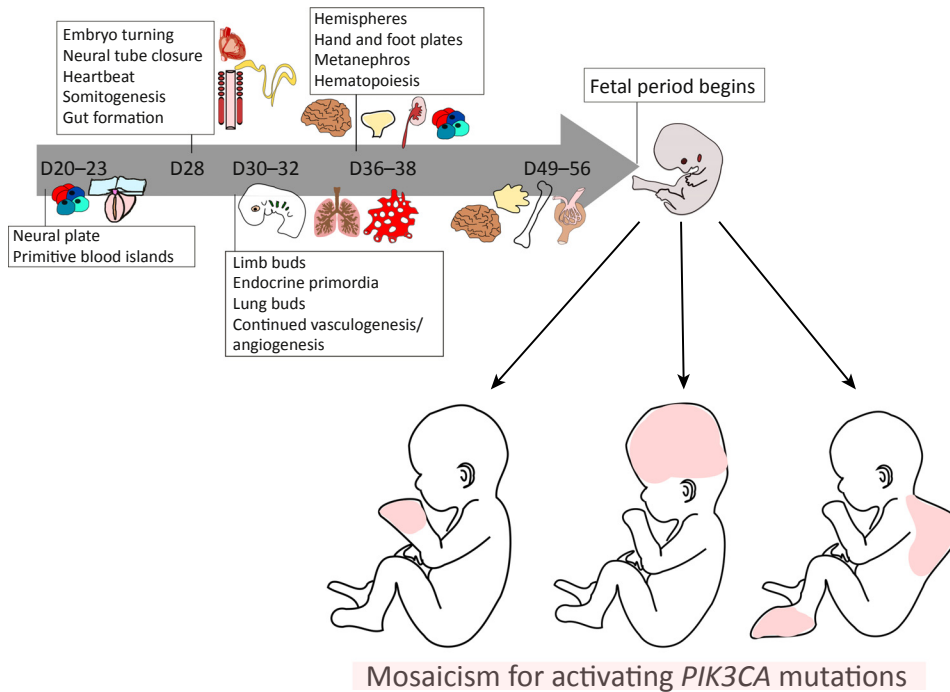 Embryo turning
Neural tube closure
Heartbeat
Somitogenesis
Gut formation
Hemispheres
Hand and foot plates
Metanephros
Hematopoiesis
Fetal period begins
D20–23
D28
D30–32
D36–38
D49–56
Neural plate
Primitive blood islands
Limb buds
Endocrine primordia
Lung buds
Continued vasculogenesis/
angiogenesis
Mosaicism for activating PIK3CA mutations